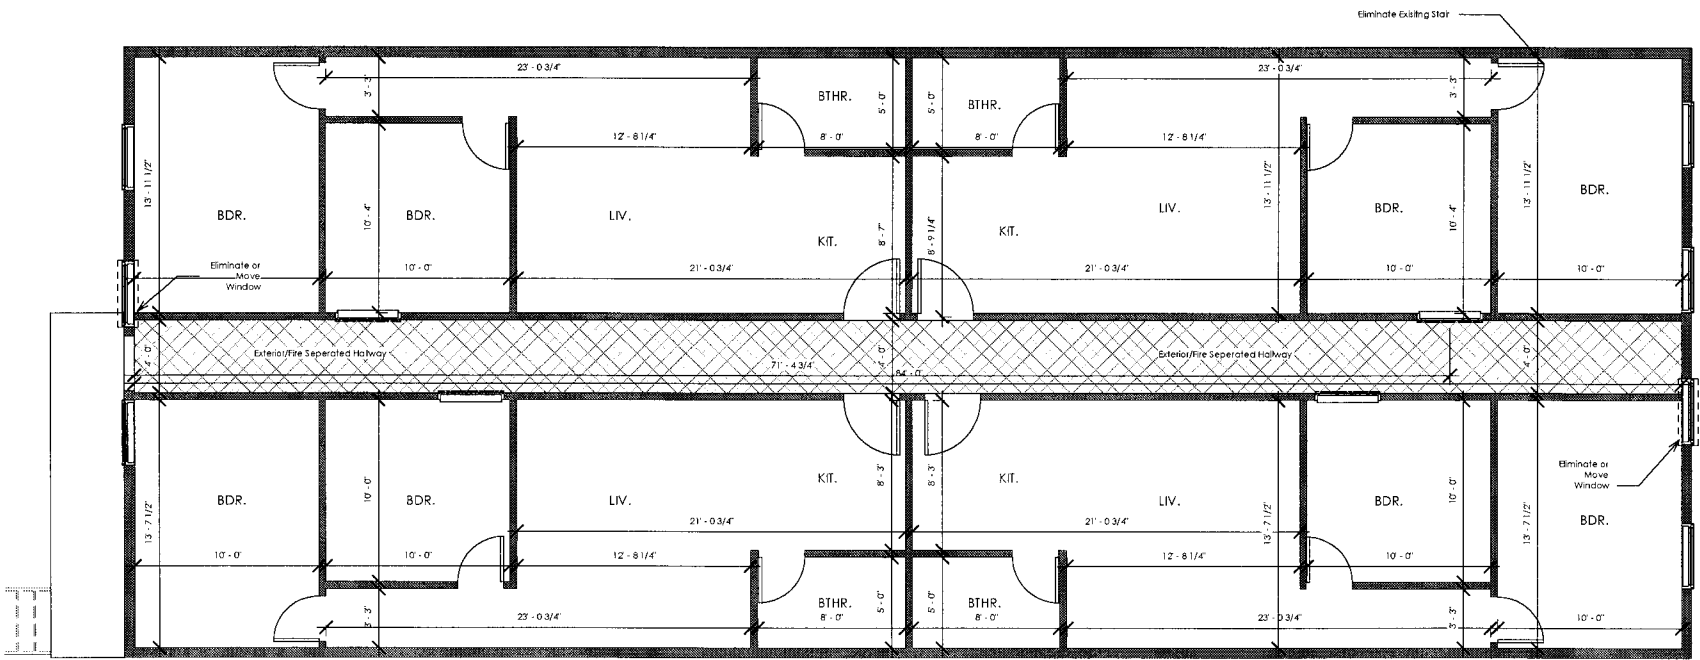 Eliminate Exisitng Stair
23' - 0 3/4"
23' - 0 3/4"
3' - 3"
BTHR.
5' - 0"
5' - 0"
BTHR.
3' - 3"
12' - 8 1/4"
8' - 0"
8' - 0"
12' - 8 1/4"
13' - 11 1/2"
BDR.
10' - 4"
BDR.
LIV.
KIT.
8' - 7"
8' - 9 1/4"
KIT.
LIV.
13' - 11 1/2"
BDR.
10' - 4"
13' - 11 1/2"
BDR.
Eliminate or
Move
Window
10' - 0"
21' - 0 3/4"
21' - 0 3/4"
10' - 0"
10' - 0"
4' - 0"
Exterior/Fire Seperated Hallway
4' - 0"
Exterior/Fire Seperated Hallway
4' - 0"
71' - 4 3/4"
84' - 0"
13' - 7 1/2"
BDR.
10' - 0"
BDR.
LIV.
KIT.
8' - 3"
8' - 3"
KIT.
LIV.
13' - 7 1/2"
BDR.
10' - 0"
13' - 7 1/2"
BDR.
Eliminate or
Move
Window
21' - 0 3/4"
21' - 0 3/4"
10' - 0"
10' - 0"
12' - 8 1/4"
12' - 8 1/4"
10' - 0"
3' - 3"
23' - 0 3/4"
BTHR.
8' - 0"
5' - 0"
5' - 0"
BTHR.
8' - 0"
23' - 0 3/4"
3' - 3"
10' - 0"